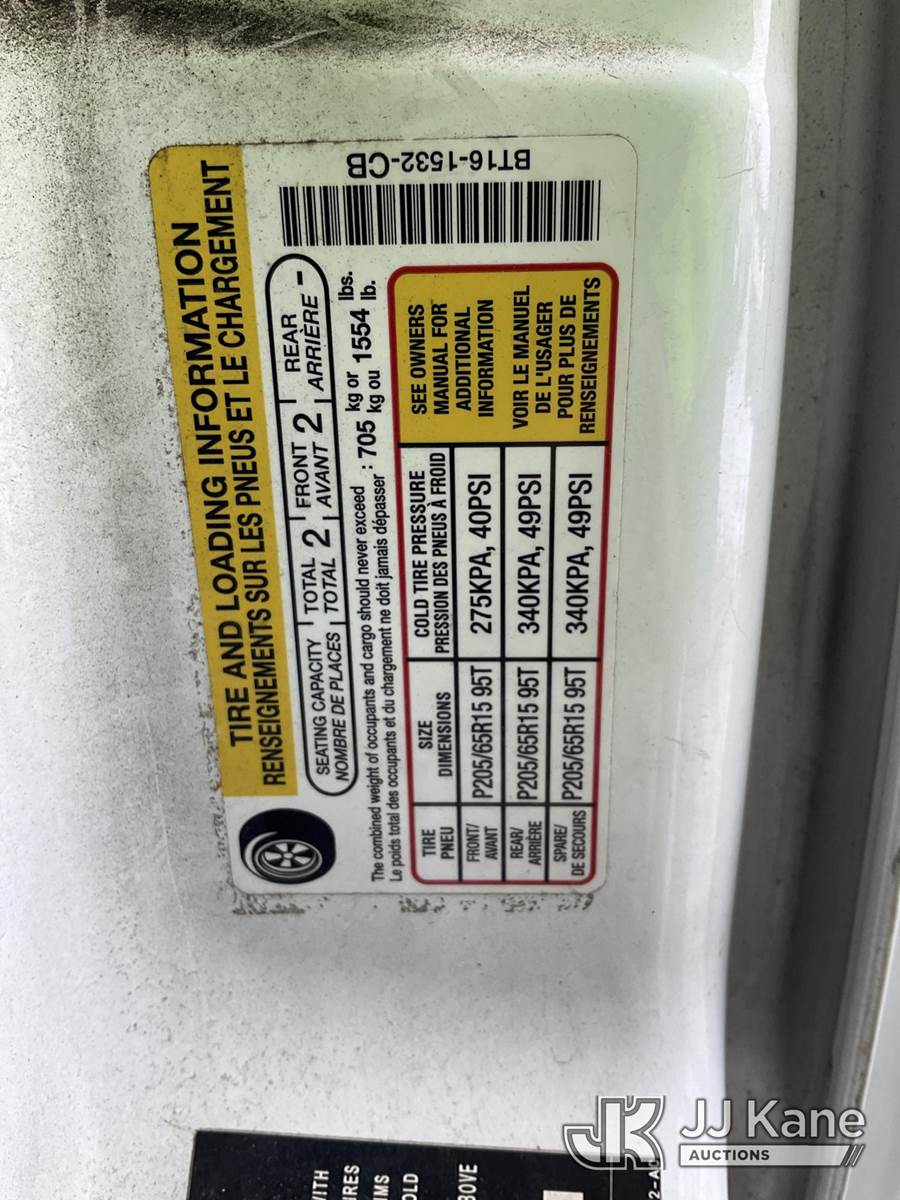 TIRE AND LOADING INFORMATION
RENSEIGNEMENTS SUR LES PNEUS ET LE CHARGEMENT
SEATING CAPACITY TOTAL 2 FRONT 2 REAR -
NOMBRE DE PLACES TOTAL AVANT ARRIÈRE
The combined weight of occupants and cargo should never exceed : 705 kg or 1554 lbs.
Le poids total des occupants et du chargement ne doit jamais dépasser kg ou lb.
TIRE SIZE COLD TIRE PRESSURE
PNEU DIMENSIONS PRESSION DES PNEUS À FROID
FRONT/ AVANT P205/65R15 95T 275KPA, 40PSI
REAR/ ARRIÈRE P205/65R15 95T 340KPA, 49PSI
SPARE/ DE SECOURS P205/65R15 95T 340KPA, 49PSI
SEE OWNERS
MANUAL FOR
ADDITIONAL
INFORMATION
VOIR LE MANUEL
DE L'USAGER
POUR PLUS DE
RENSEIGNEMENTS
BT16-1532-CB
JJ Kane
AUCTIONS